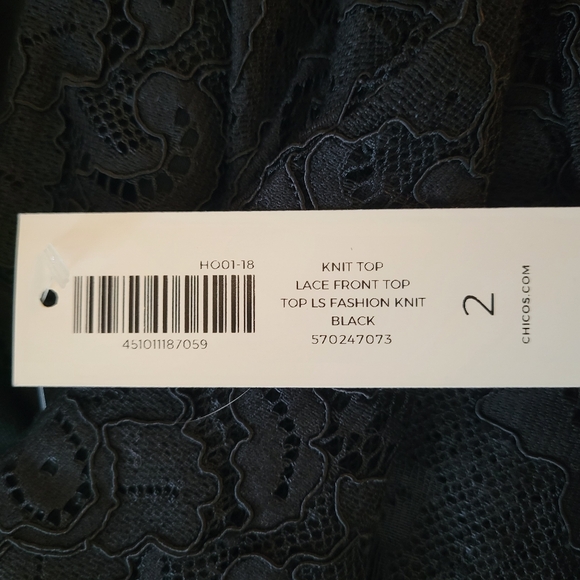 HO01-18
451011187059
KNIT TOP
LACE FRONT TOP
TOP LS FASHION KNIT
BLACK
570247073
2
CHICOS.COM